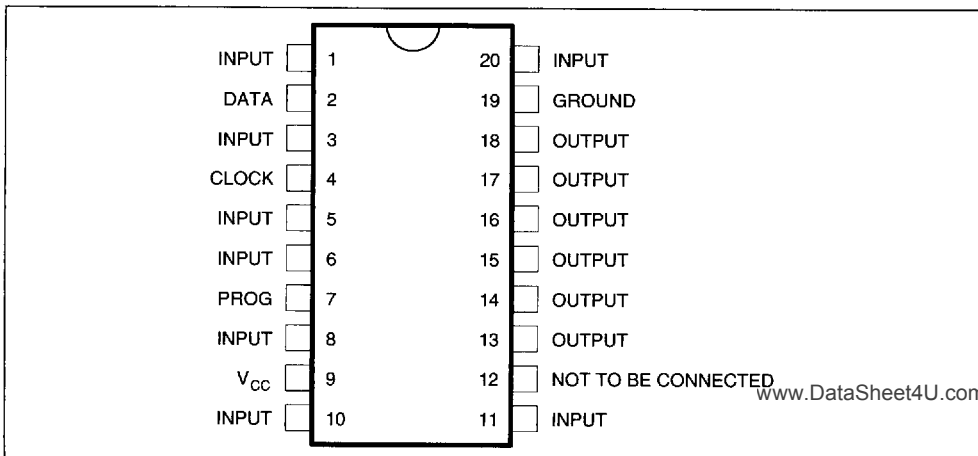 INPUT 1 20 INPUT
DATA 2 19 GROUND
INPUT 3 18 OUTPUT
CLOCK 4 17 OUTPUT
INPUT 5 16 OUTPUT
INPUT 6 15 OUTPUT
PROG 7 14 OUTPUT
INPUT 8 13 OUTPUT
VCC 9 12 NOT TO BE CONNECTED
www.DataSheet4U.com
INPUT 10 11 INPUT